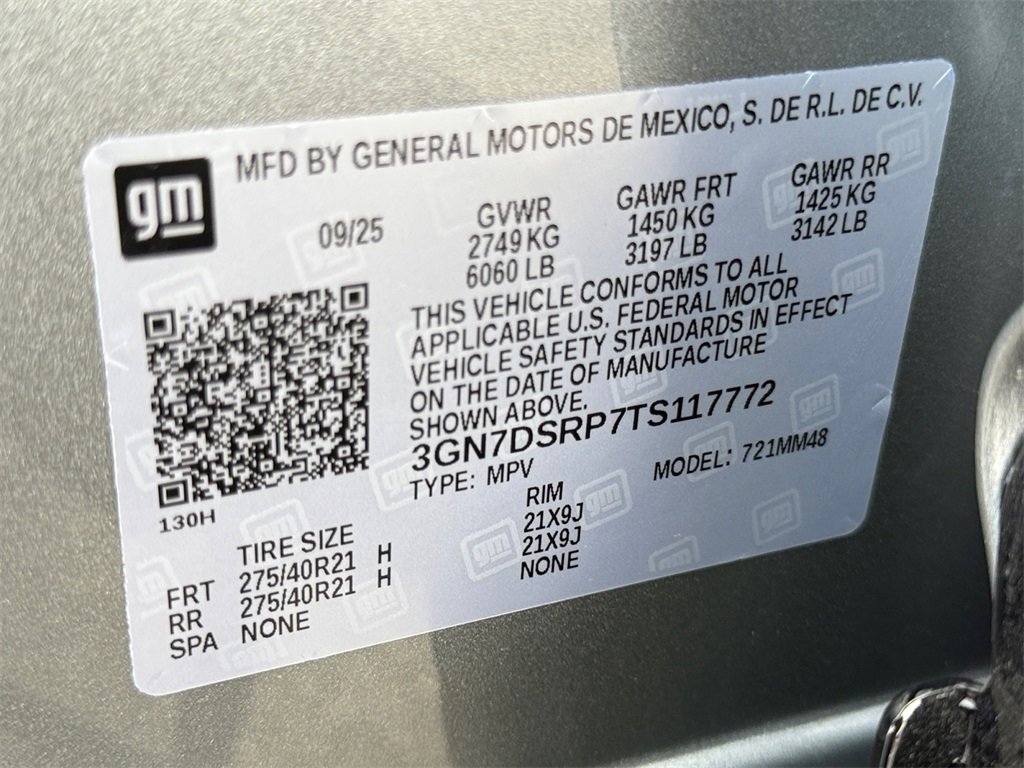 gm
MFD BY GENERAL MOTORS DE MEXICO, S. DE R.L. DE C.V.
09/25
GVWR
2749 KG
6060 LB
GAWR FRT
1450 KG
3197 LB
GAWR RR
1425 KG
3142 LB
THIS VEHICLE CONFORMS TO ALL
APPLICABLE U.S. FEDERAL MOTOR
VEHICLE SAFETY STANDARDS IN EFFECT
ON THE DATE OF MANUFACTURE
SHOWN ABOVE.
3GN7DSRP7TS117772
TYPE: MPV MODEL: 721MM48
130H
TIRE SIZE RIM
FRT 275/40R21 H 21X9J
RR 275/40R21 H 21X9J
SPA NONE NONE